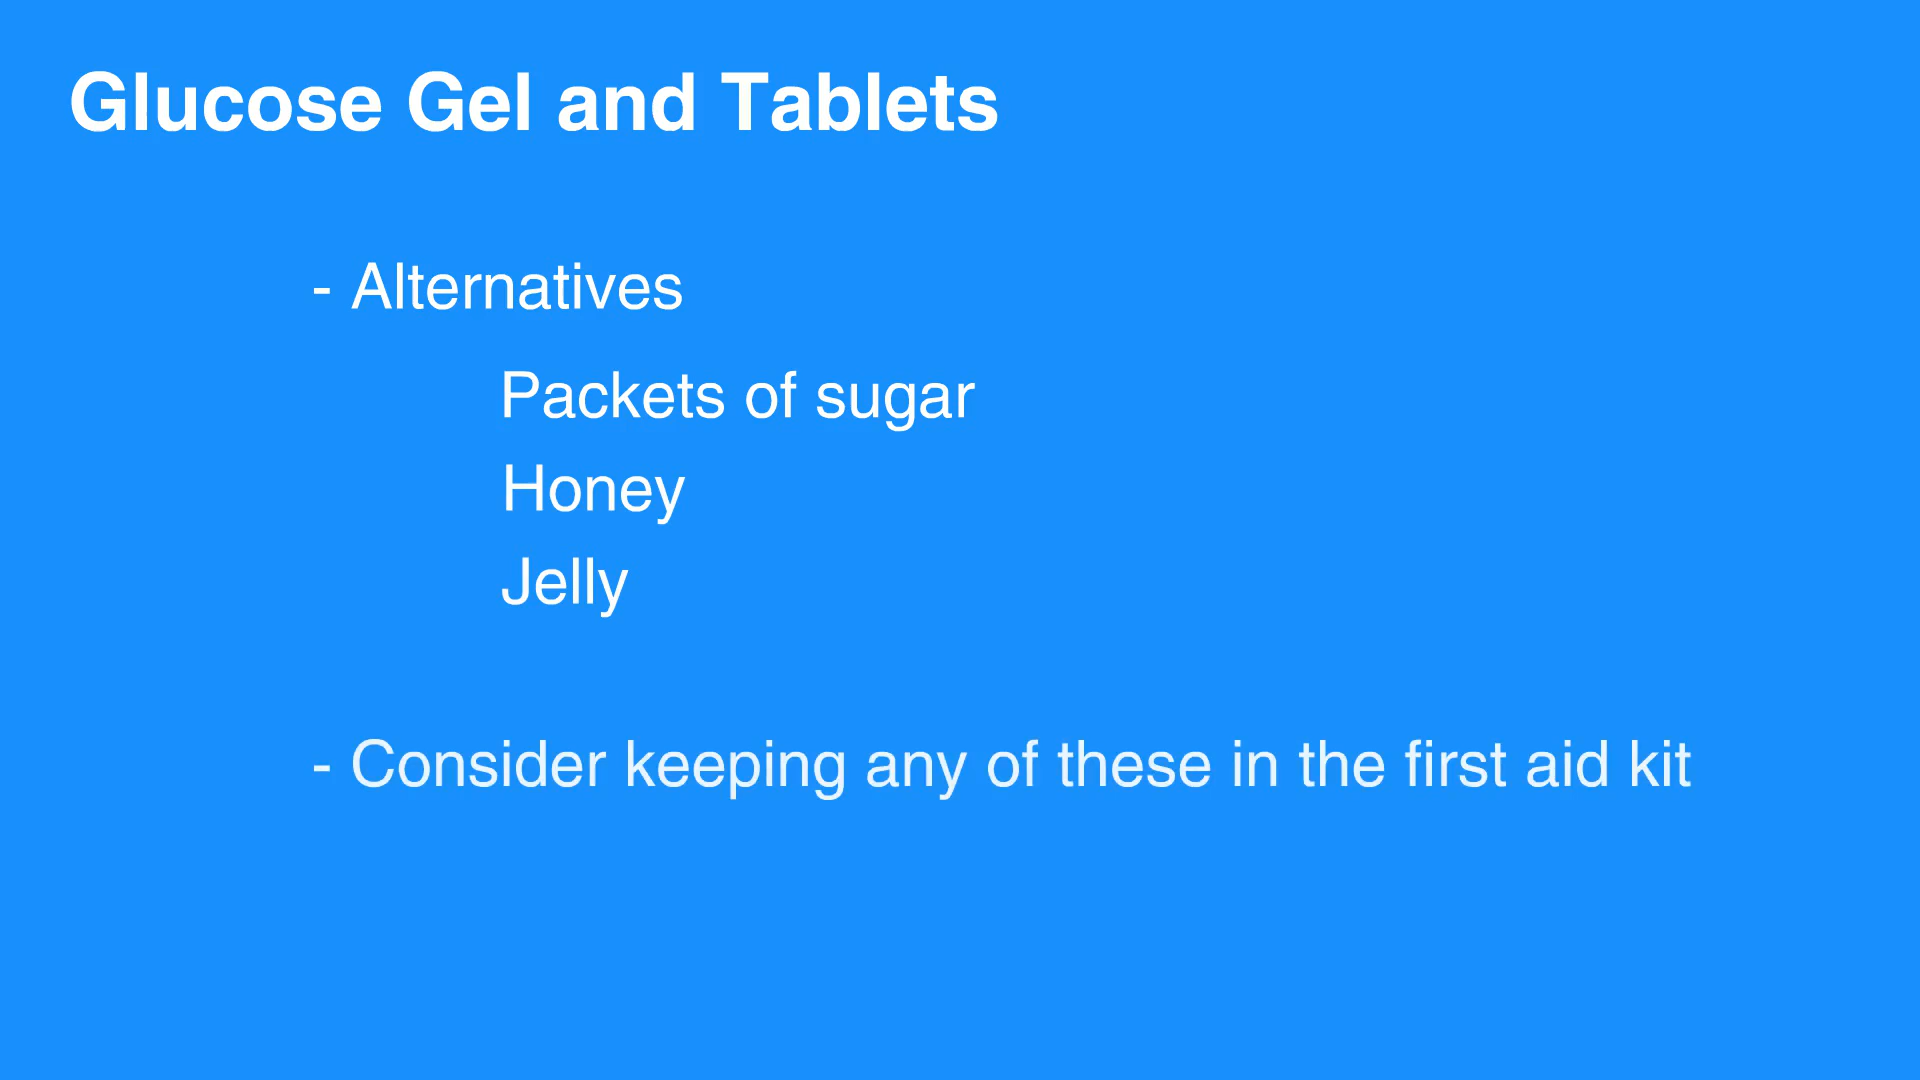 Glucose Gel and Tablets
- Alternatives
Packets of sugar
Honey
Jelly
- Consider keeping any of these in the first aid kit